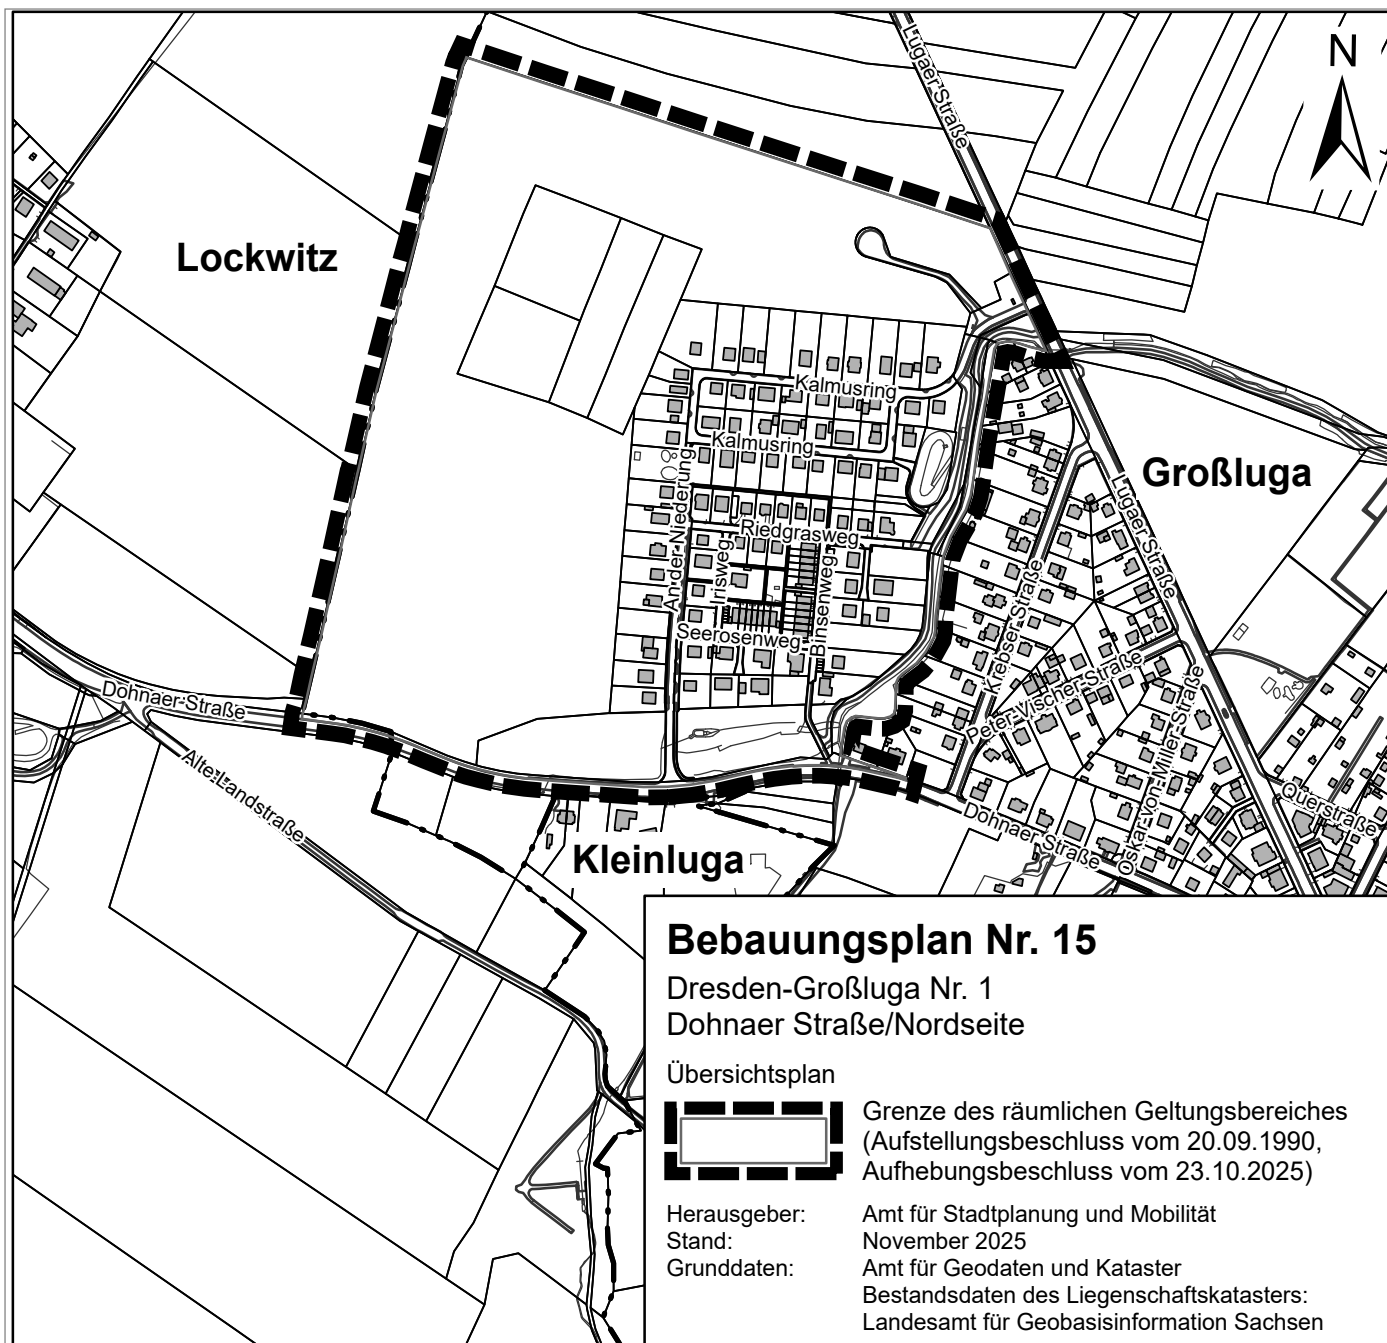 Lugaer Straße
N
Lockwitz
Kalmusring
Kalmusring
Großluga
An der Niederung
Riedgrasweg
Irisweg
Binsenweg
Seerosenweg
Lugaer Straße
Krebser Straße
Peter-Vischer-Straße
Oskar-von-Miller-Straße
Querstraße
Dohnaer Straße
Alte Landstraße
Dohnaer Straße
Kleinluga
Bebauungsplan Nr. 15
Dresden-Großluga Nr. 1
Dohnaer Straße/Nordseite
Übersichtsplan
Grenze des räumlichen Geltungsbereiches
(Aufstellungsbeschluss vom 20.09.1990,
Aufhebungsbeschluss vom 23.10.2025)
Herausgeber: Amt für Stadtplanung und Mobilität
Stand: November 2025
Grunddaten: Amt für Geodaten und Kataster
Bestandsdaten des Liegenschaftskatasters:
Landesamt für Geobasisinformation Sachsen